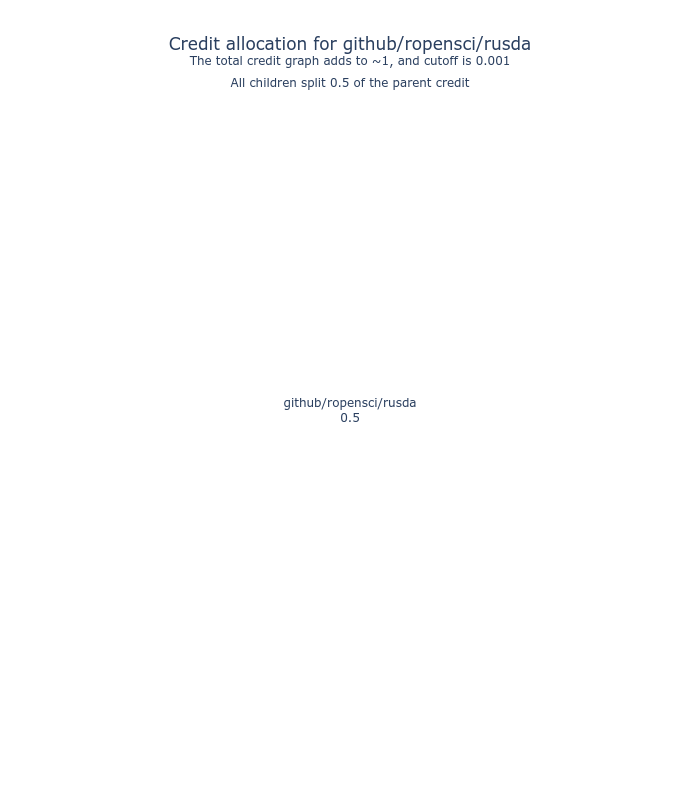 Credit allocation for github/ropensci/rusda
The total credit graph adds to ~1, and cutoff is 0.001
All children split 0.5 of the parent credit
github/ropensci/rusda
0.5